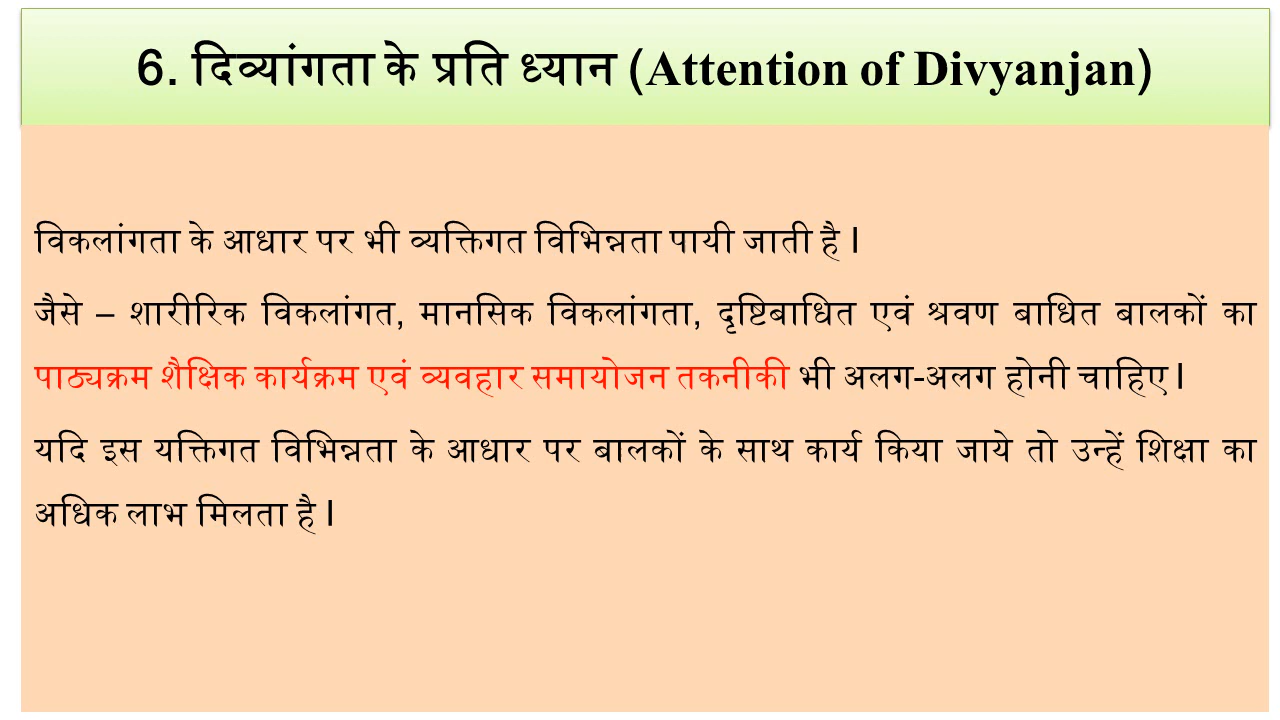 6. दिव्यांगता के प्रति ध्यान (Attention of Divyanjan)
विकलांगता के आधार पर भी व्यक्तिगत विभिन्नता पायी जाती है l
जैसे – शारीरिक विकलांगत, मानसिक विकलांगता, दृष्टिबाधित एवं श्रवण बाधित बालकों का
पाठ्यक्रम शैक्षिक कार्यक्रम एवं व्यवहार समायोजन तकनीकी भी अलग-अलग होनी चाहिए l
यदि इस यक्तिगत विभिन्नता के आधार पर बालकों के साथ कार्य किया जाये तो उन्हें शिक्षा का
अधिक लाभ मिलता है l